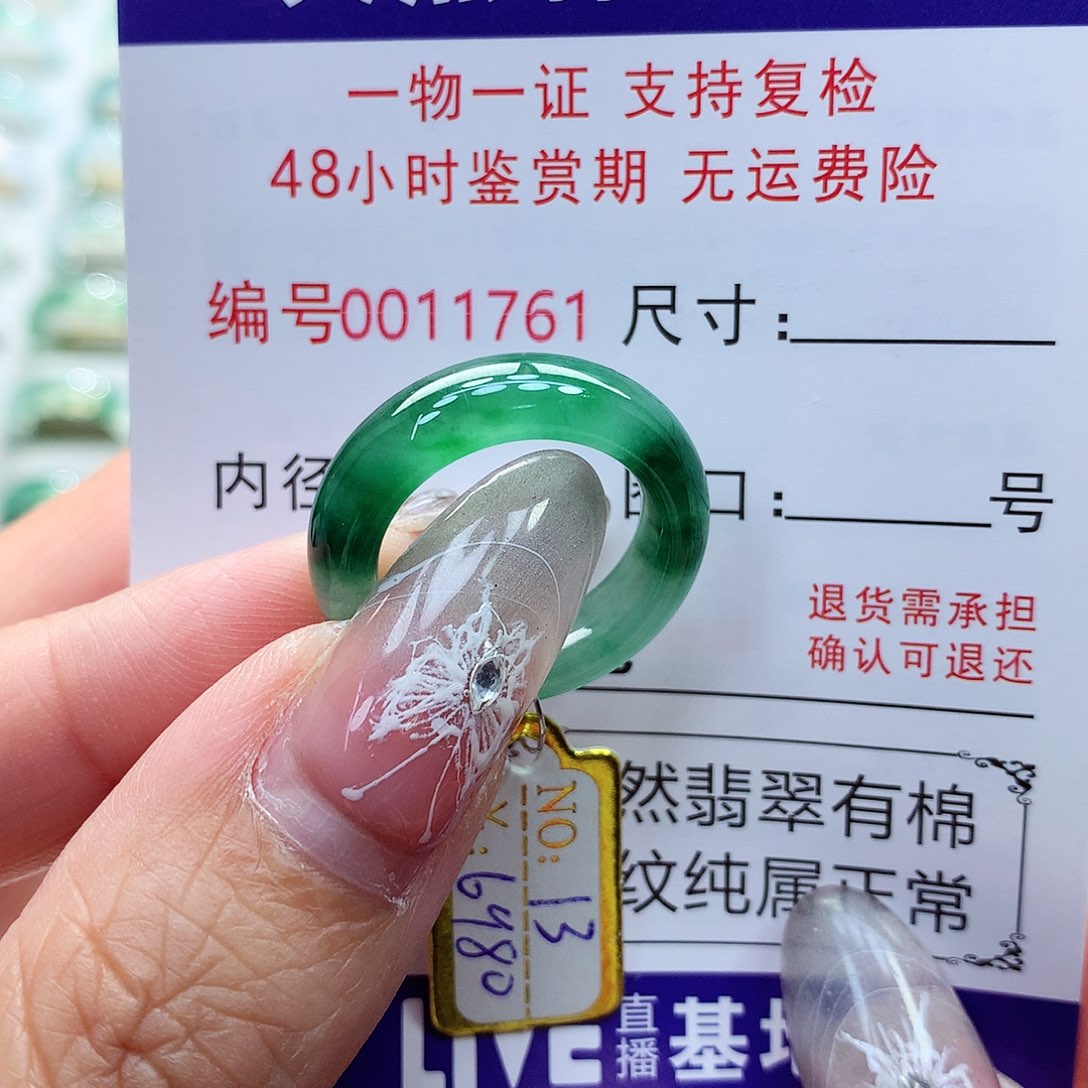 一物一证 支持复检
48小时鉴赏期 无运费险
编号0011761 尺寸:
内径
口: 号
退货需承担
确认可退还
然翡翠有棉
纹纯属正常
NO: 13
¥: 6980
LIVE 直播 基